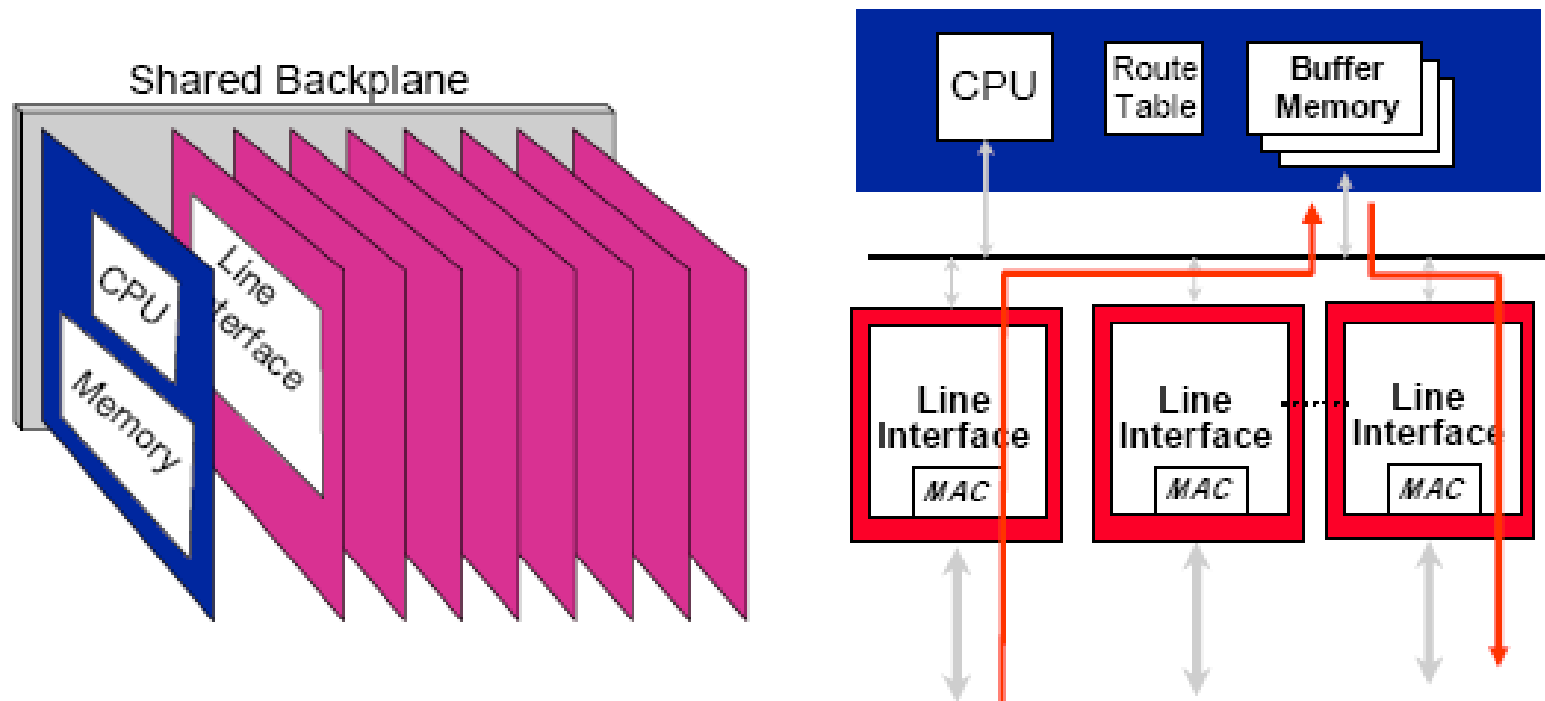 Shared Backplane
CPU
Memory
Line
terface
CPU
Route
Table
Buffer
Memory
Line
Interface
MAC
Line
Interface
MAC
Line
Interface
MAC